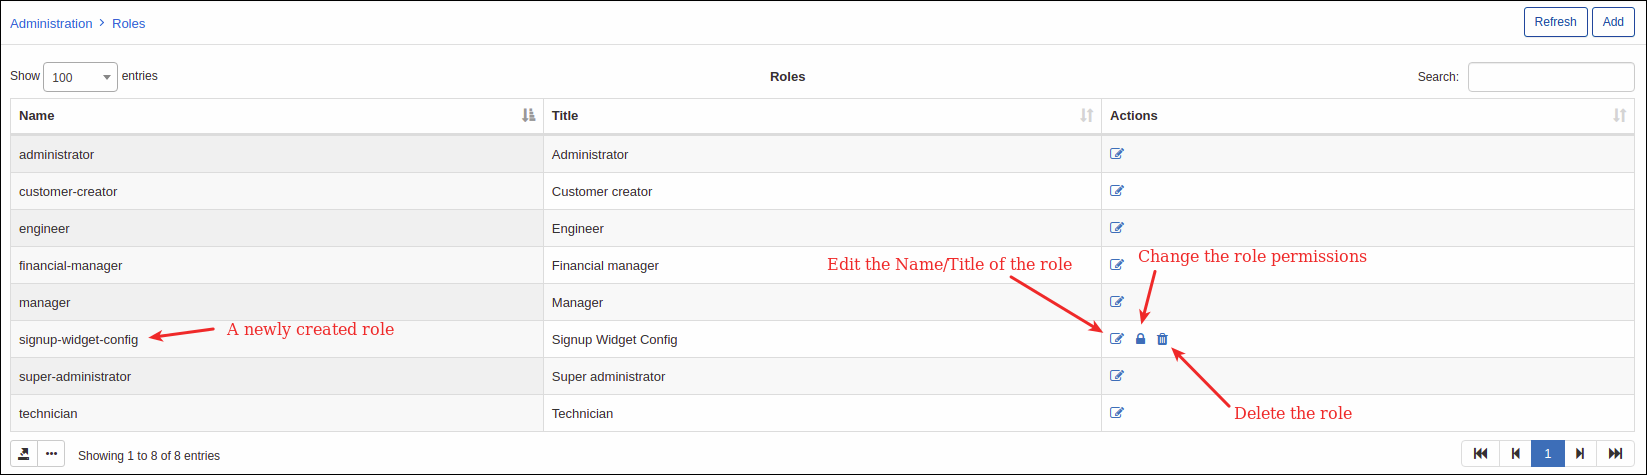 Administration > Roles Refresh Add
Show 100 entries Roles Search:
Name Title Actions
administrator Administrator
customer-creator Customer creator
engineer Engineer
financial-manager Financial manager Edit the Name/Title of the role Change the role permissions
manager Manager
signup-widget-config A newly created role Signup Widget Config
super-administrator Super administrator
technician Technician Delete the role
Showing 1 to 8 of 8 entries 1